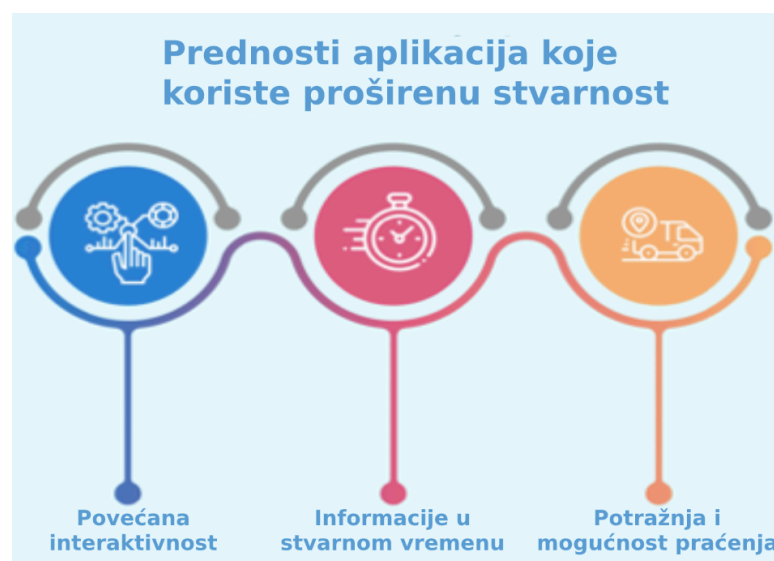 Prednosti aplikacija koje
koriste proširenu stvarnost
Povećana
interaktivnost
Informacije u
stvarnom vremenu
Potražnja i
mogućnost praćenja